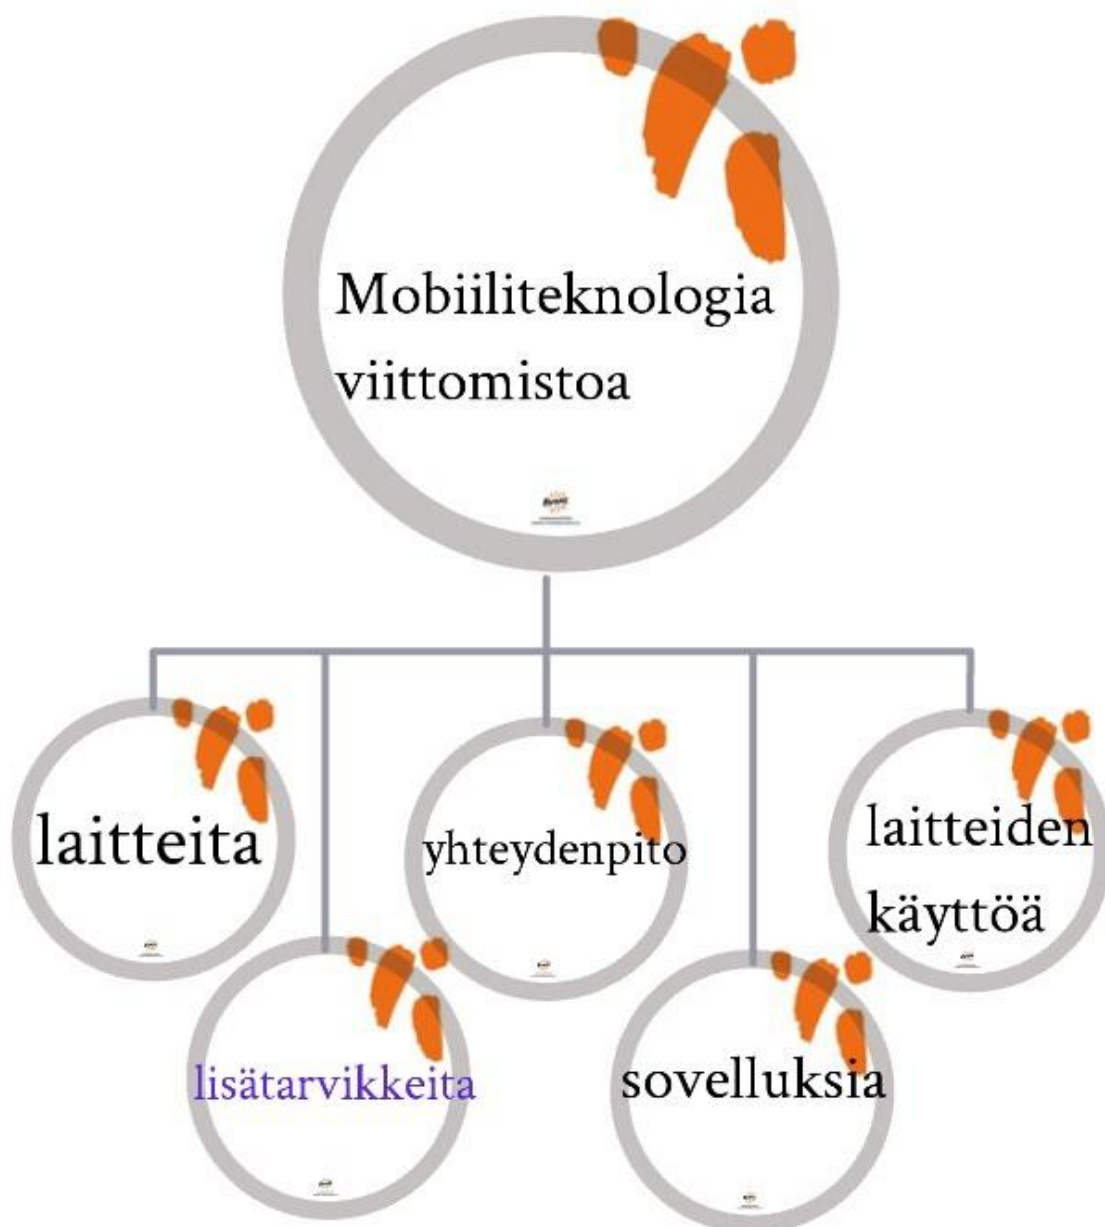 Mobiiliteknologia
viittomistoa
laitteita
yhteydenpito
laitteiden
käyttöä
lisätarvikkeita
sovelluksia